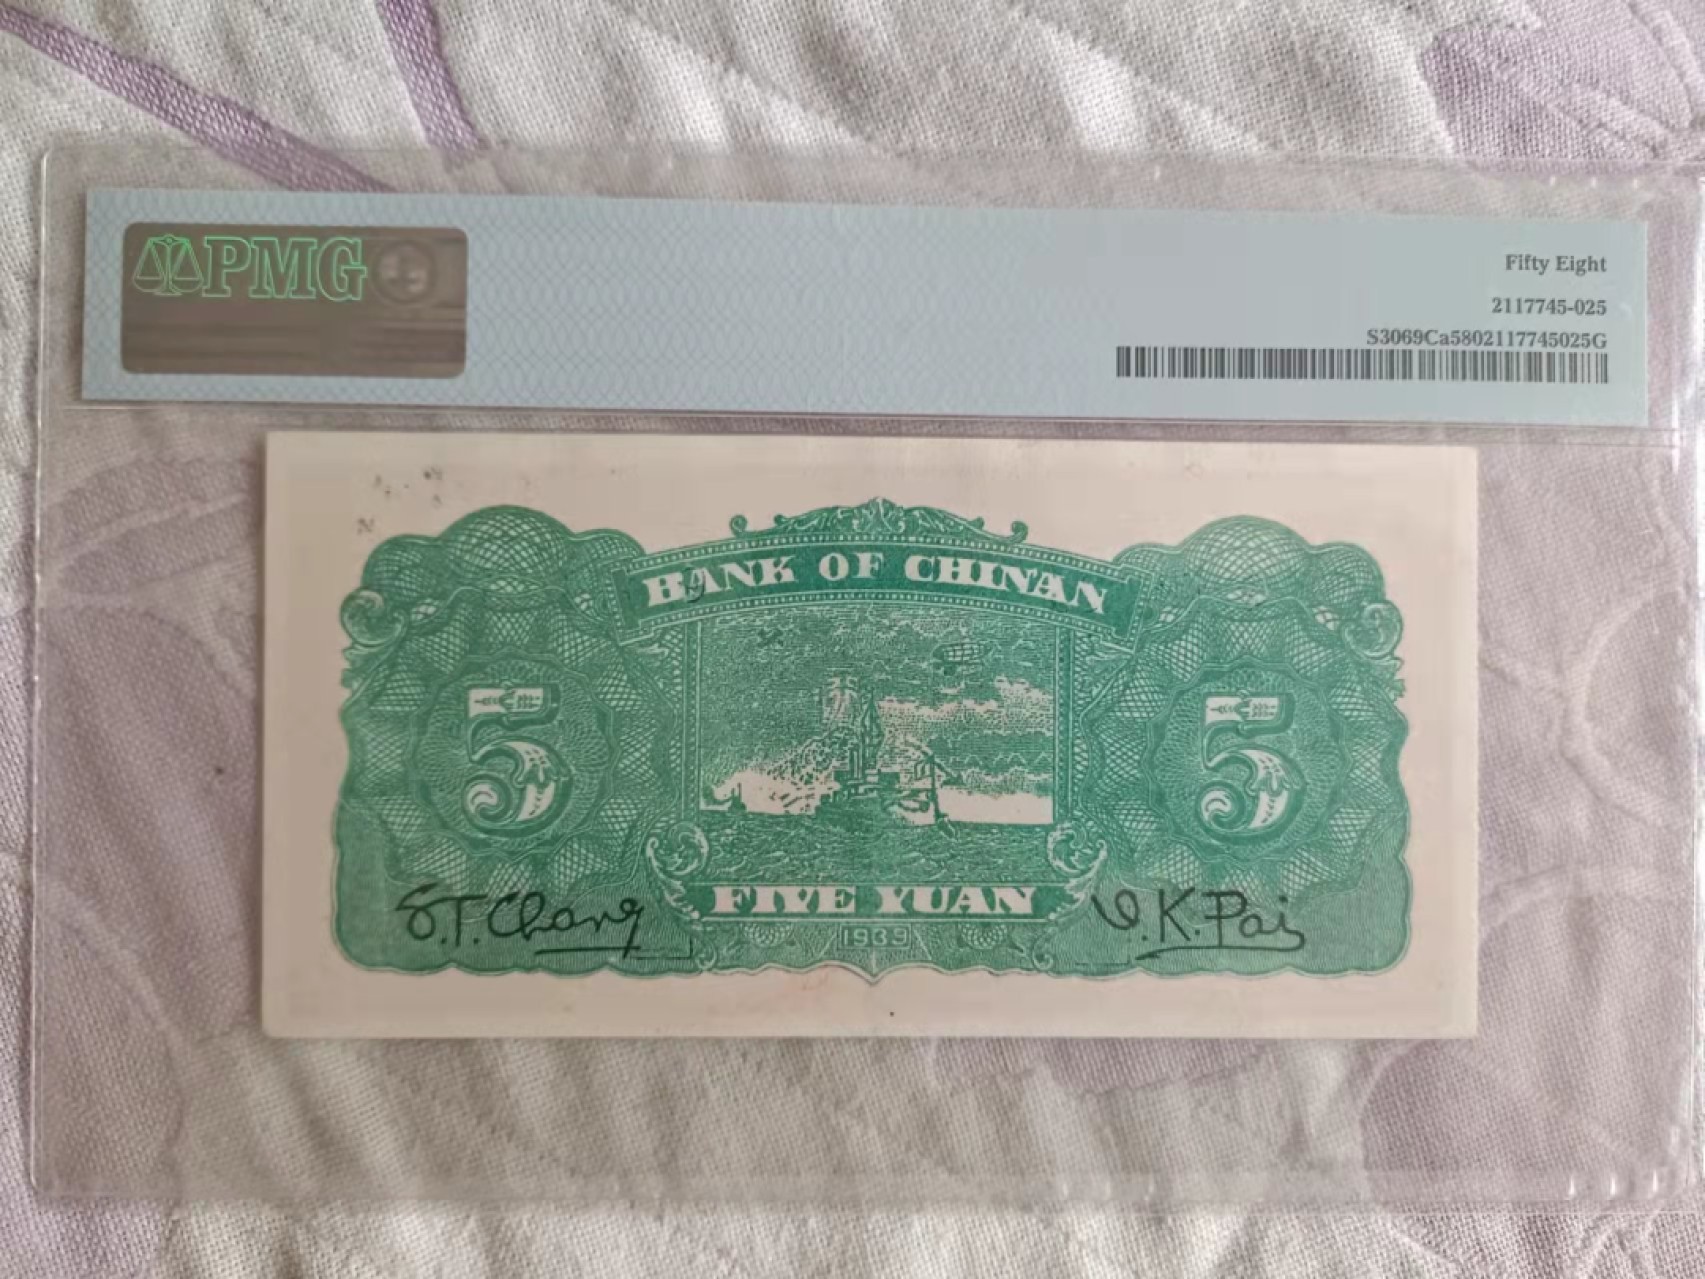 PMG
Fifty Eight
2117745-025
S3069Ca5802117745025G
BANK OF CHINAN
5 5
FIVE YUAN
S.T.Chang V.K.Pai
1939